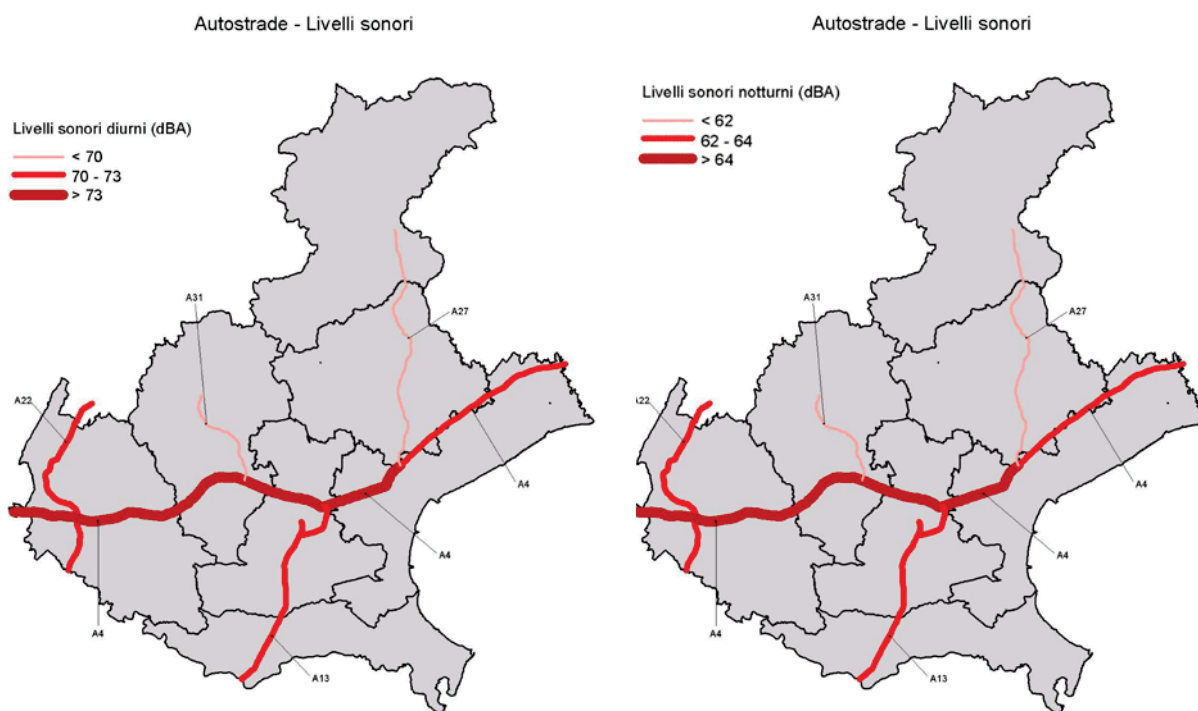 Autostrade - Livelli sonori
Livelli sonori diurni (dBA)
< 70
70 - 73
> 73
A31
A27
A22
A4
A4
A4
A13
Autostrade - Livelli sonori
Livelli sonori notturni (dBA)
< 62
62 - 64
> 64
A31
A27
A22
A4
A4
A4
A13